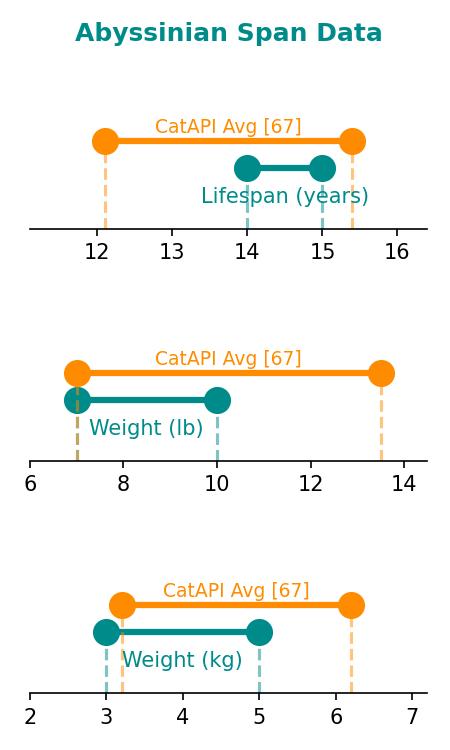 Abyssinian Span Data
CatAPI Avg [67]
Lifespan (years)
12 13 14 15 16
CatAPI Avg [67]
Weight (lb)
6 8 10 12 14
CatAPI Avg [67]
Weight (kg)
2 3 4 5 6 7